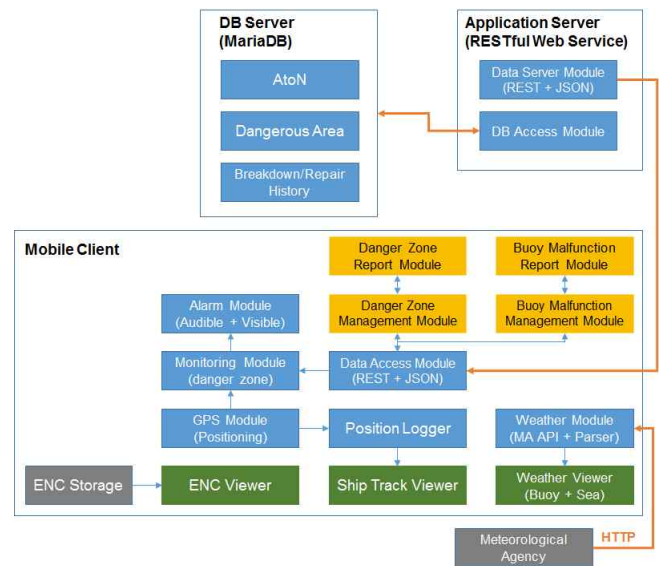 DB Server
(MariaDB)
AtoN
Dangerous Area
Breakdown/Repair
History
Application Server
(RESTful Web Service)
Data Server Module
(REST + JSON)
DB Access Module
Mobile Client
Danger Zone
Report Module
Buoy Malfunction
Report Module
Alarm Module
(Audible + Visible)
Danger Zone
Management Module
Buoy Malfunction
Management Module
Monitoring Module
(danger zone)
Data Access Module
(REST + JSON)
GPS Module
(Positioning)
Position Logger
Weather Module
(MA API + Parser)
ENC Storage
ENC Viewer
Ship Track Viewer
Weather Viewer
(Buoy + Sea)
Meteorological
Agency
HTTP